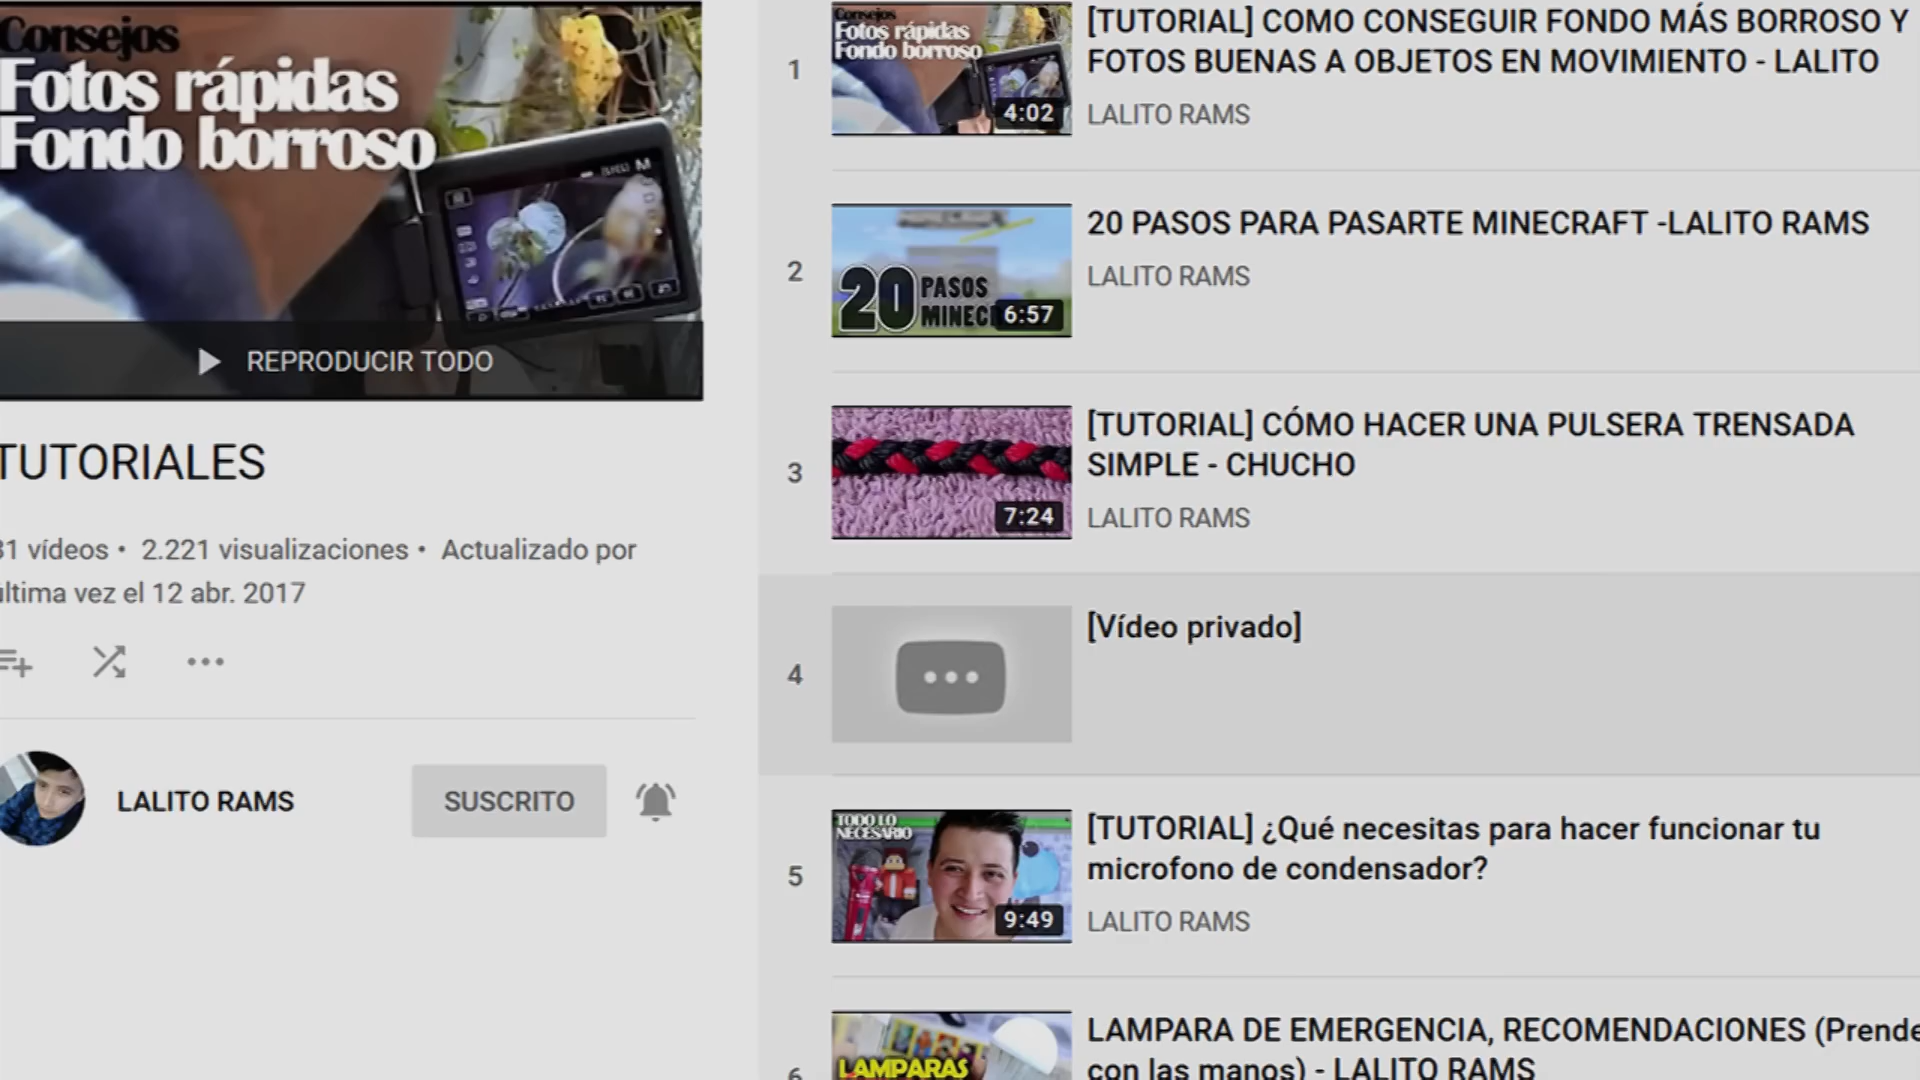 Consejos
Fotos rápidas
Fondo borroso
REPRODUCIR TODO
TUTORIALES
31 vídeos • 2.221 visualizaciones • Actualizado por
última vez el 12 abr. 2017
LALITO RAMS
SUSCRITO
1
Consejos
Fotos rápidas
Fondo borroso
4:02
[TUTORIAL] COMO CONSEGUIR FONDO MÁS BORROSO Y
FOTOS BUENAS A OBJETOS EN MOVIMIENTO - LALITO
LALITO RAMS
2
20 PASOS
MINEC
6:57
20 PASOS PARA PASARTE MINECRAFT -LALITO RAMS
LALITO RAMS
3
7:24
[TUTORIAL] CÓMO HACER UNA PULSERA TRENSADA
SIMPLE - CHUCHO
LALITO RAMS
4
[Vídeo privado]
5
TODO LO
NECESARIO
9:49
[TUTORIAL] ¿Qué necesitas para hacer funcionar tu
microfono de condensador?
LALITO RAMS
6
LAMPARAS
LAMPARA DE EMERGENCIA, RECOMENDACIONES (Prende
con las manos) - LALITO RAMS